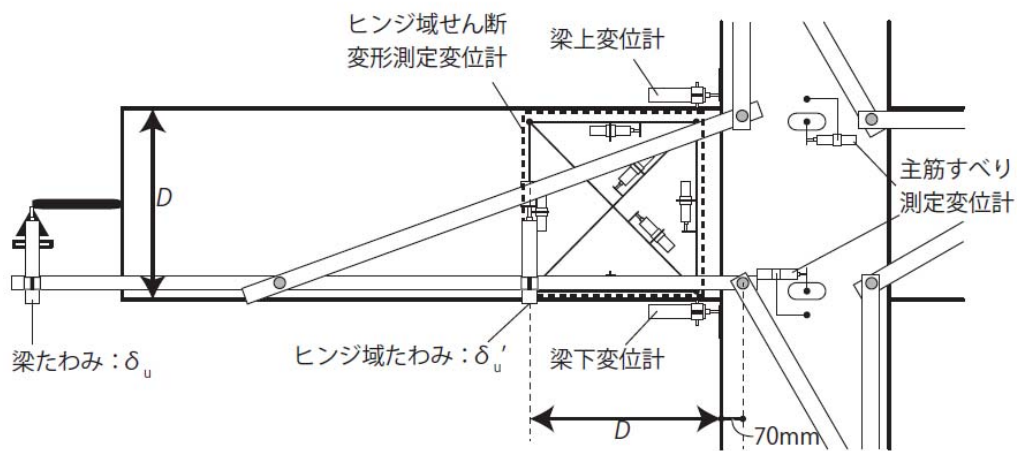 ヒンジ域せん断
変形測定変位計
梁上変位計
D
主筋すべり
測定変位計
梁たわみ：δu
ヒンジ域たわみ：δu′
梁下変位計
D
70mm